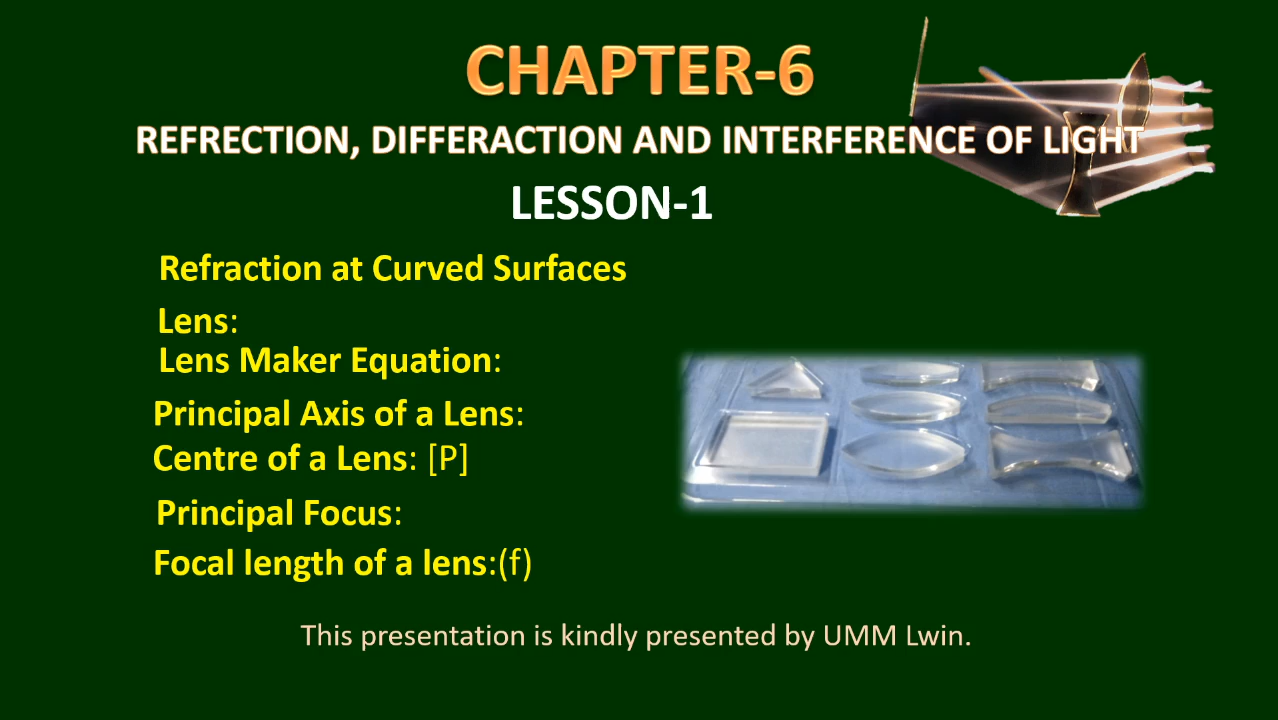 CHAPTER-6
REFRECTION, DIFFERACTION AND INTERFERENCE OF LIGHT
LESSON-1
Refraction at Curved Surfaces
Lens:
Lens Maker Equation:
Principal Axis of a Lens:
Centre of a Lens: [P]
Principal Focus:
Focal length of a lens:(f)
This presentation is kindly presented by UMM Lwin.